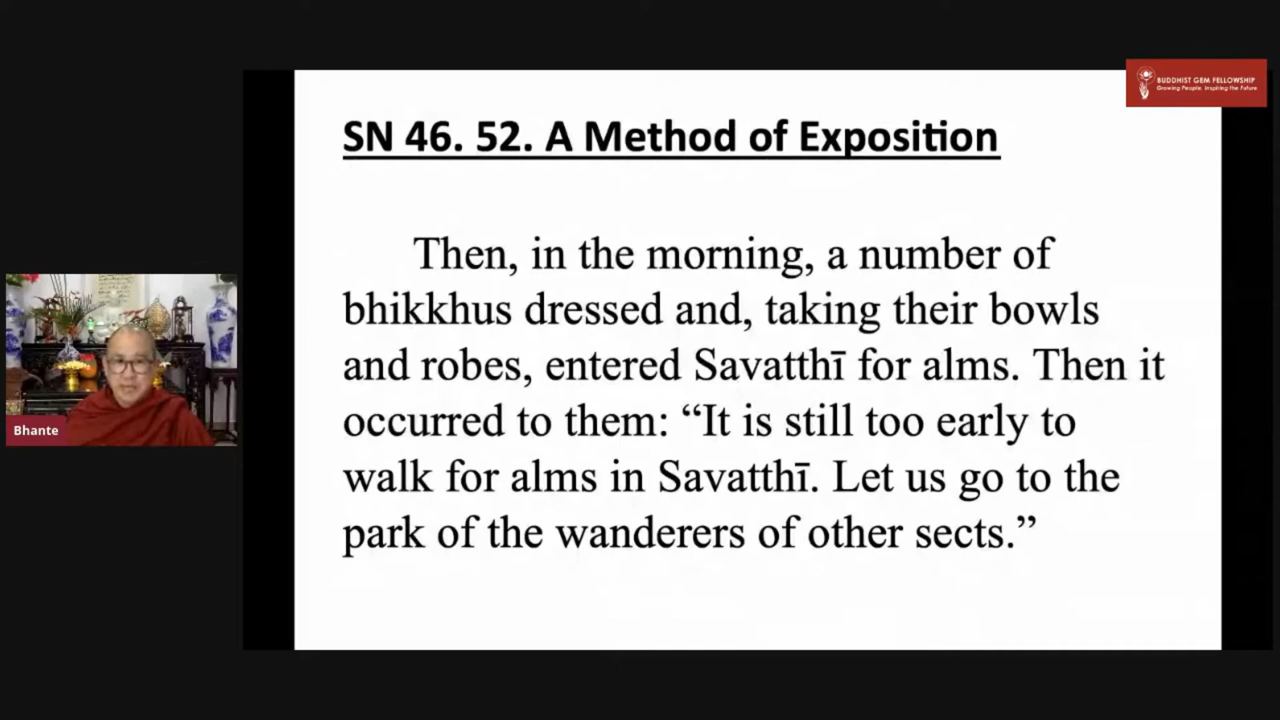 BUDDHIST GEM FELLOWSHIP
Growing People, Inspiring the Future
SN 46. 52. A Method of Exposition
Then, in the morning, a number of
bhikkhus dressed and, taking their bowls
and robes, entered Savatthī for alms. Then it
occurred to them: “It is still too early to
walk for alms in Savatthī. Let us go to the
park of the wanderers of other sects.”
Bhante